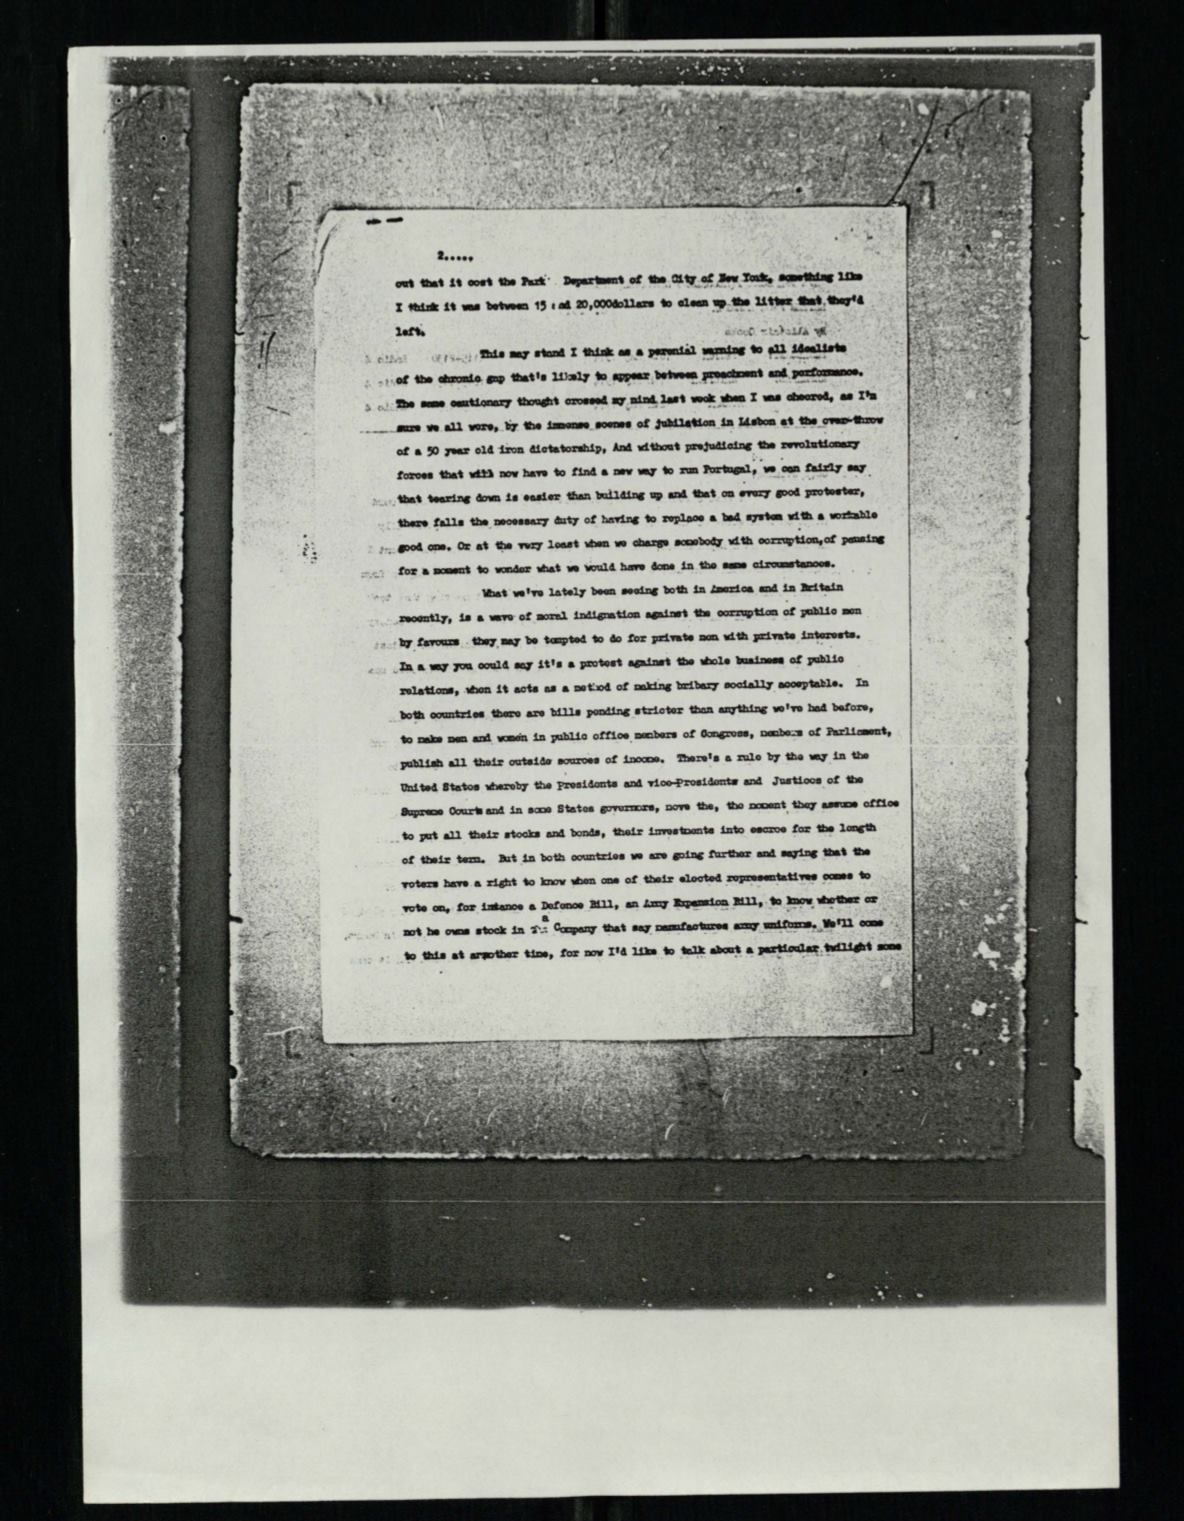 2.....
out that it cost the Park Department of the City of New York, something like
I think it was between 15 and 20,000dollars to clean up the litter that they'd
left.
This may stand I think as a perenial warning to all idealists
of the chronic gap that's likely to appear between preachment and performance.
The same cautionary thought crossed my mind last week when I was cheered, as I'm
sure we all were, by the immense scenes of jubilation in Lisbon at the over-throw
of a 50 year old iron dictatorship, And without prejudicing the revolutionary
forces that will now have to find a new way to run Portugal, we can fairly say
that tearing down is easier than building up and that on every good protester,
there falls the necessary duty of having to replace a bad system with a workable
good one. Or at the very least when we charge somebody with corruption,of pausing
for a moment to wonder what we would have done in the same circumstances.
What we've lately been seeing both in America and in Britain
recently, is a wave of moral indignation against the corruption of public men
by favours they may be tempted to do for private men with private interests.
In a way you could say it's a protest against the whole business of public
relations, when it acts as a method of making bribary socially acceptable. In
both countries there are bills pending stricter than anything we've had before,
to make men and women in public office members of Congress, members of Parliament,
publish all their outside sources of income. There's a rule by the way in the
United States whereby the Presidents and vice-Presidents and Justices of the
Supreme Courts and in some States governors, move the, the moment they assume office
to put all their stocks and bonds, their investments into escroe for the length
of their term. But in both countries we are going further and saying that the
voters have a right to know when one of their elected representatives comes to
vote on, for intance a Defence Bill, an Army Expansion Bill, to know whether or
not he owns stock in a Company that say manufactures army uniforms. We'll come
to this at another time, for now I'd like to talk about a particular twilight some